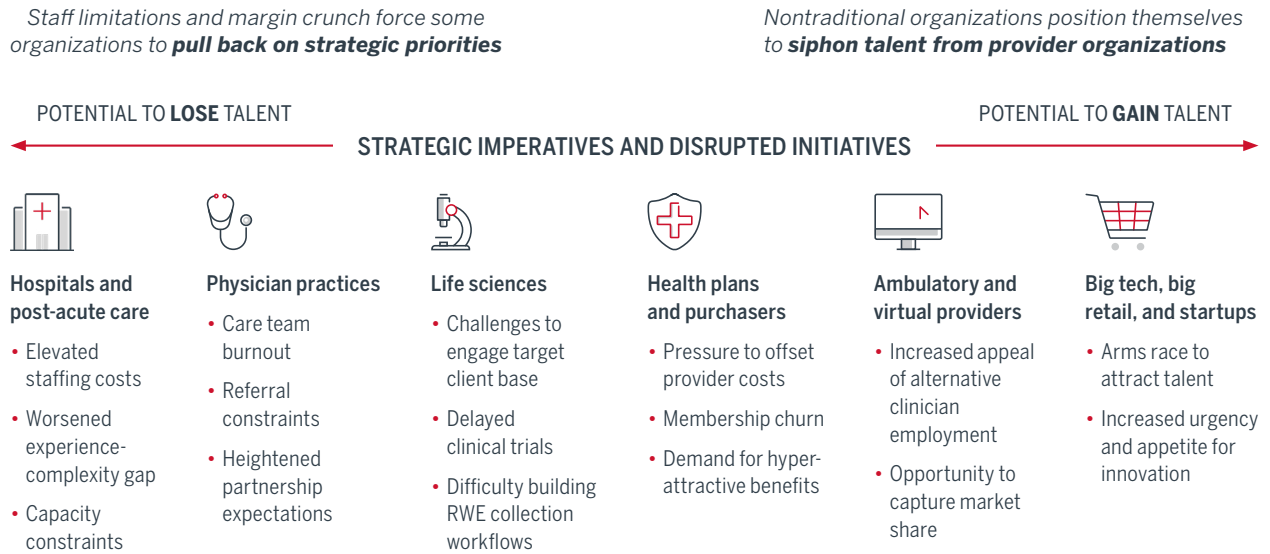 Staff limitations and margin crunch force some
organizations to pull back on strategic priorities
Nontraditional organizations position themselves
to siphon talent from provider organizations
POTENTIAL TO LOSE TALENT
POTENTIAL TO GAIN TALENT
STRATEGIC IMPERATIVES AND DISRUPTED INITIATIVES
Hospitals and
post-acute care
• Elevated
staffing costs
• Worsened
experience-
complexity gap
• Capacity
constraints
Physician practices
• Care team
burnout
• Referral
constraints
• Heightened
partnership
expectations
Life sciences
• Challenges to
engage target
client base
• Delayed
clinical trials
• Difficulty building
RWE collection
workflows
Health plans
and purchasers
• Pressure to offset
provider costs
• Membership churn
• Demand for hyper-
attractive benefits
Ambulatory and
virtual providers
• Increased appeal
of alternative
clinician
employment
• Opportunity to
capture market
share
Big tech, big
retail, and startups
• Arms race to
attract talent
• Increased urgency
and appetite for
innovation